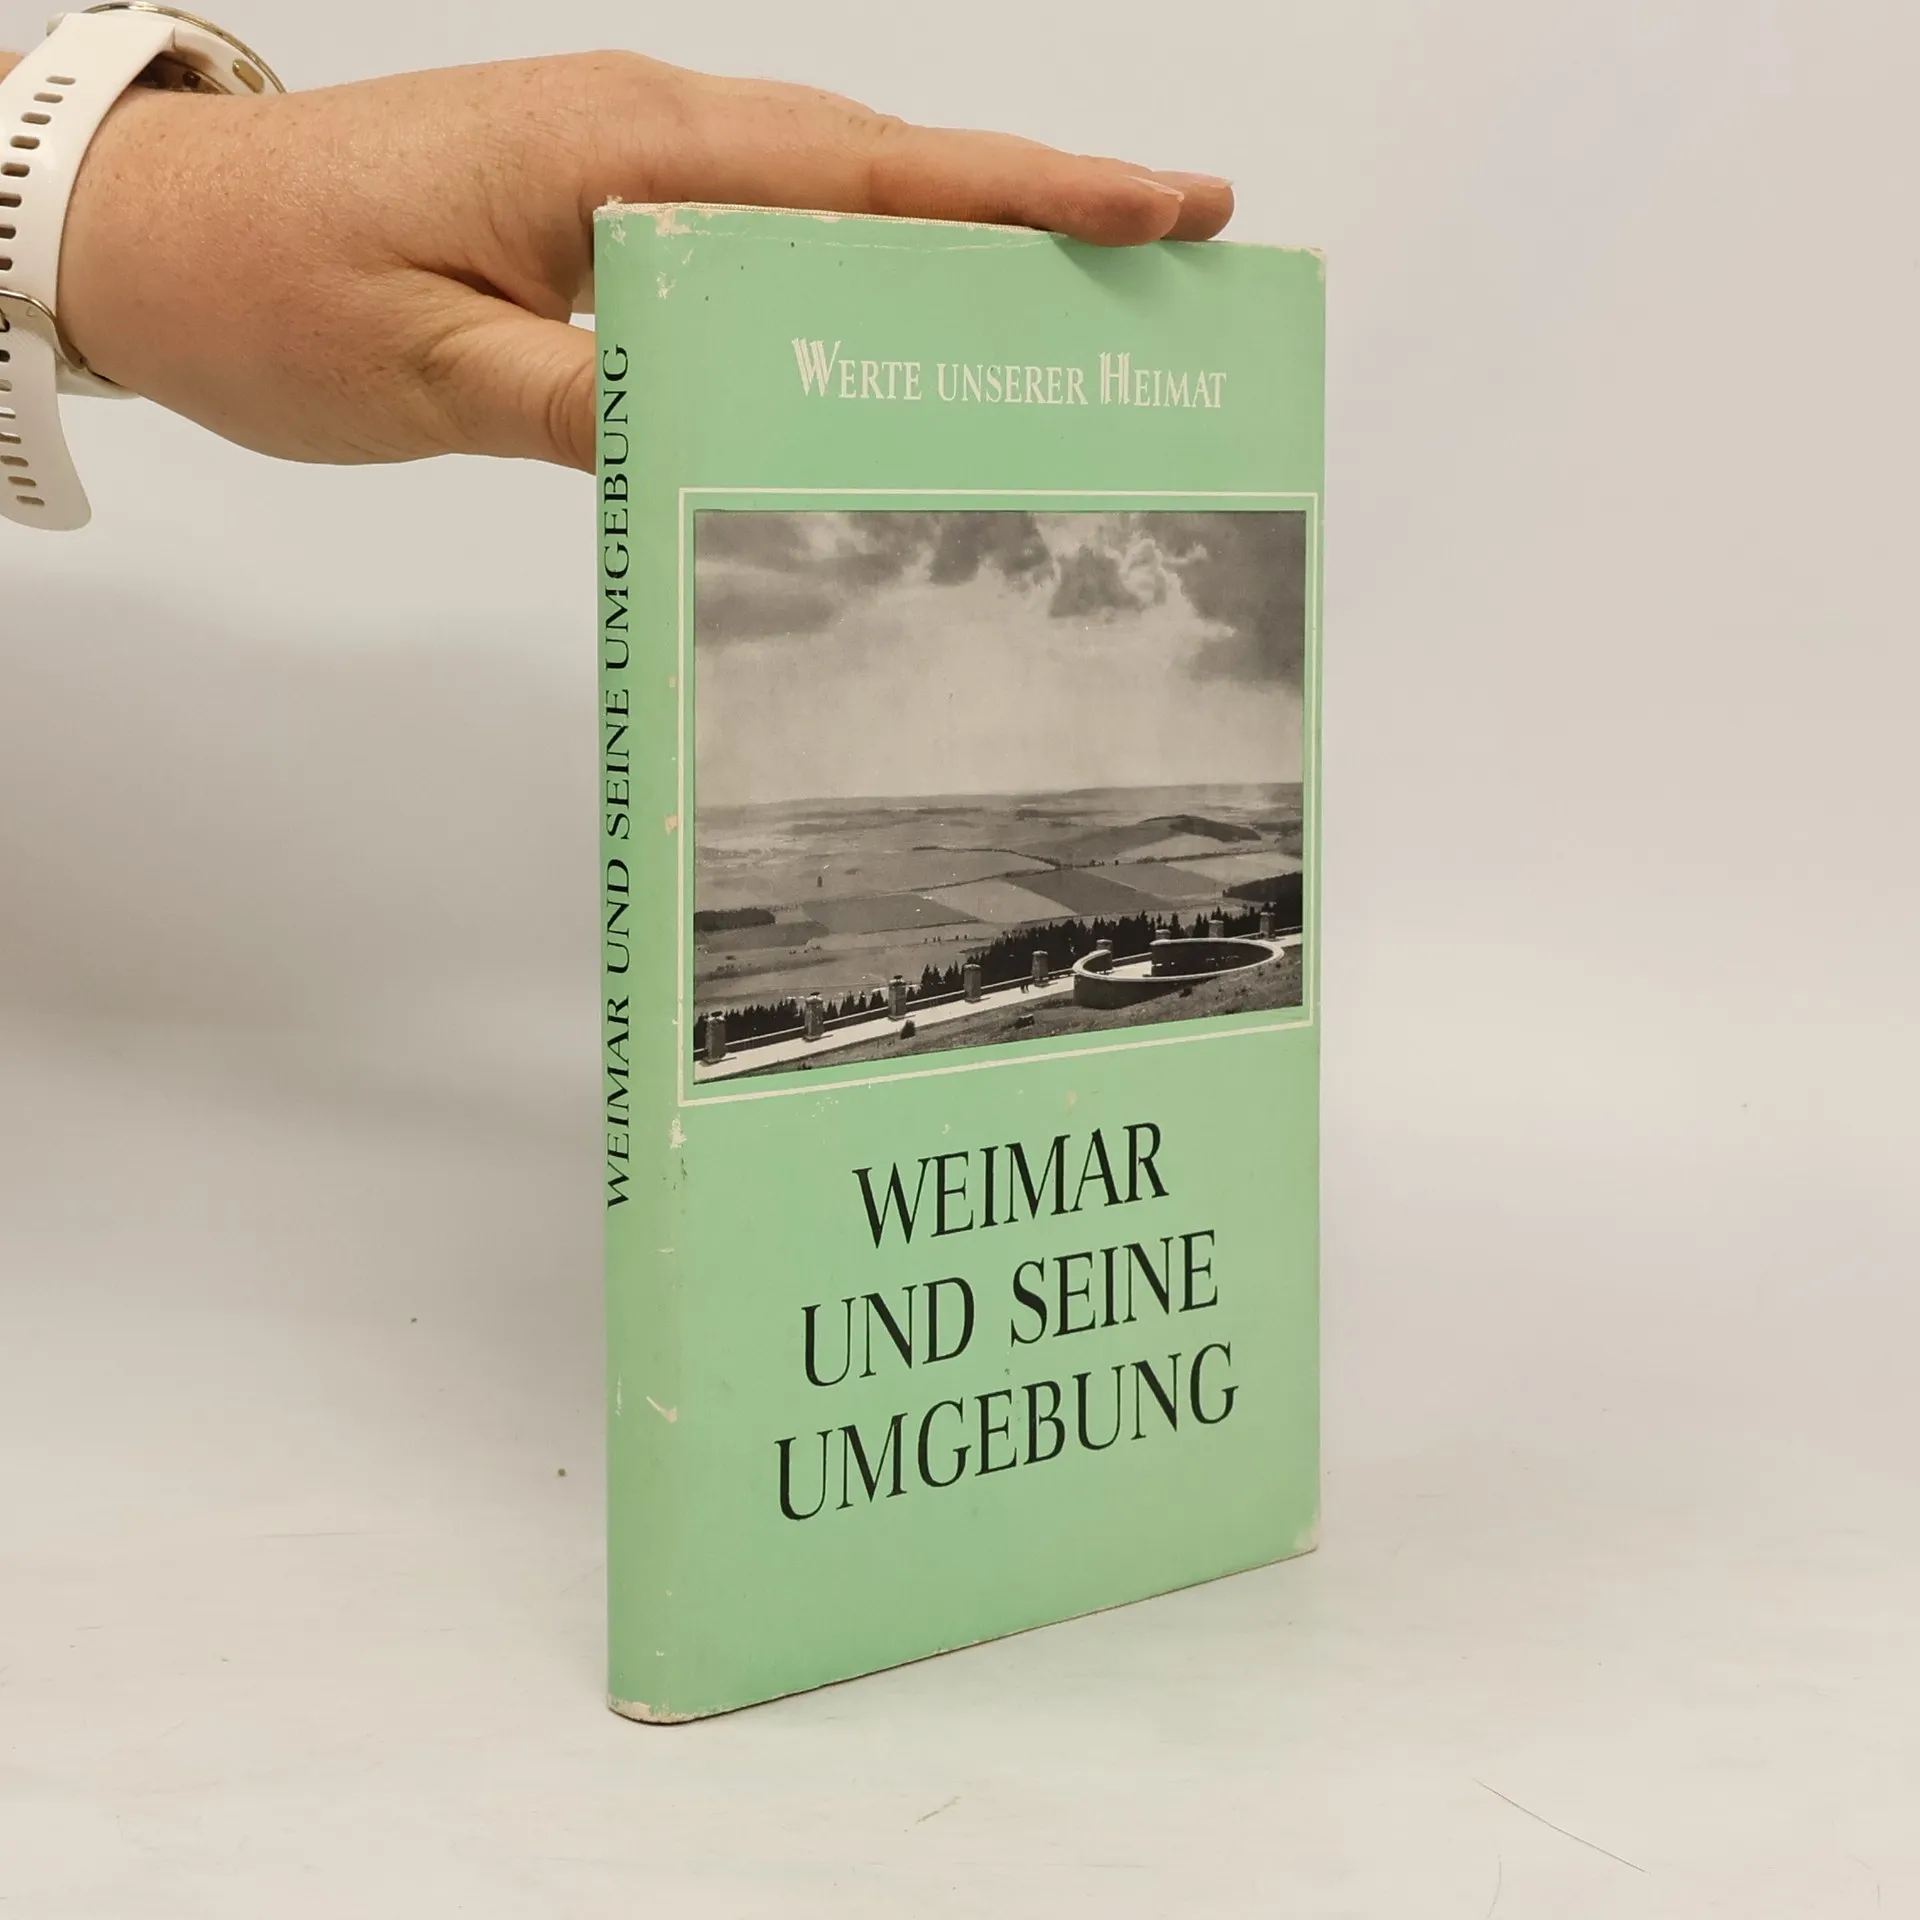 WERTE UNSERER HEIMAT
WEIMAR
UND SEINE
UMGEBUNG
WEIMAR UND SEINE UMGEBUNG